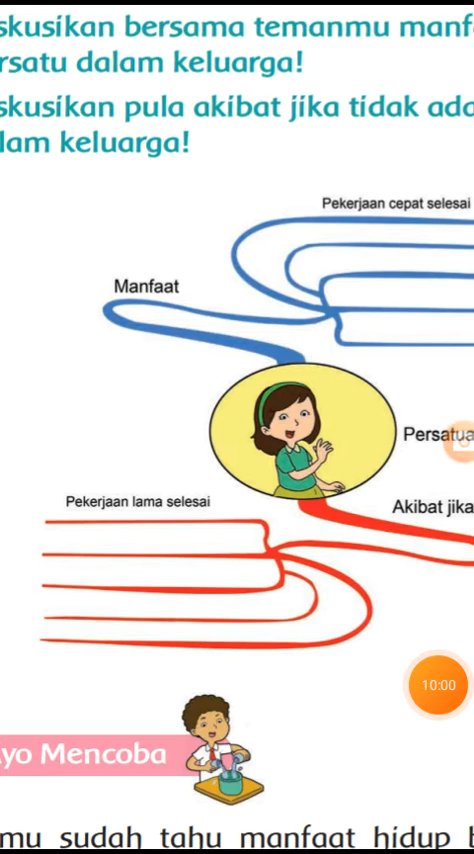 skusikan bersama temanmu manf
rsatu dalam keluarga!
skusikan pula akibat jika tidak ada
lam keluarga!
Pekerjaan cepat selesai
Manfaat
Persatua
Pekerjaan lama selesai
Akibat jika
10:00
yo Mencoba
mu sudah tahu manfaat hidup b